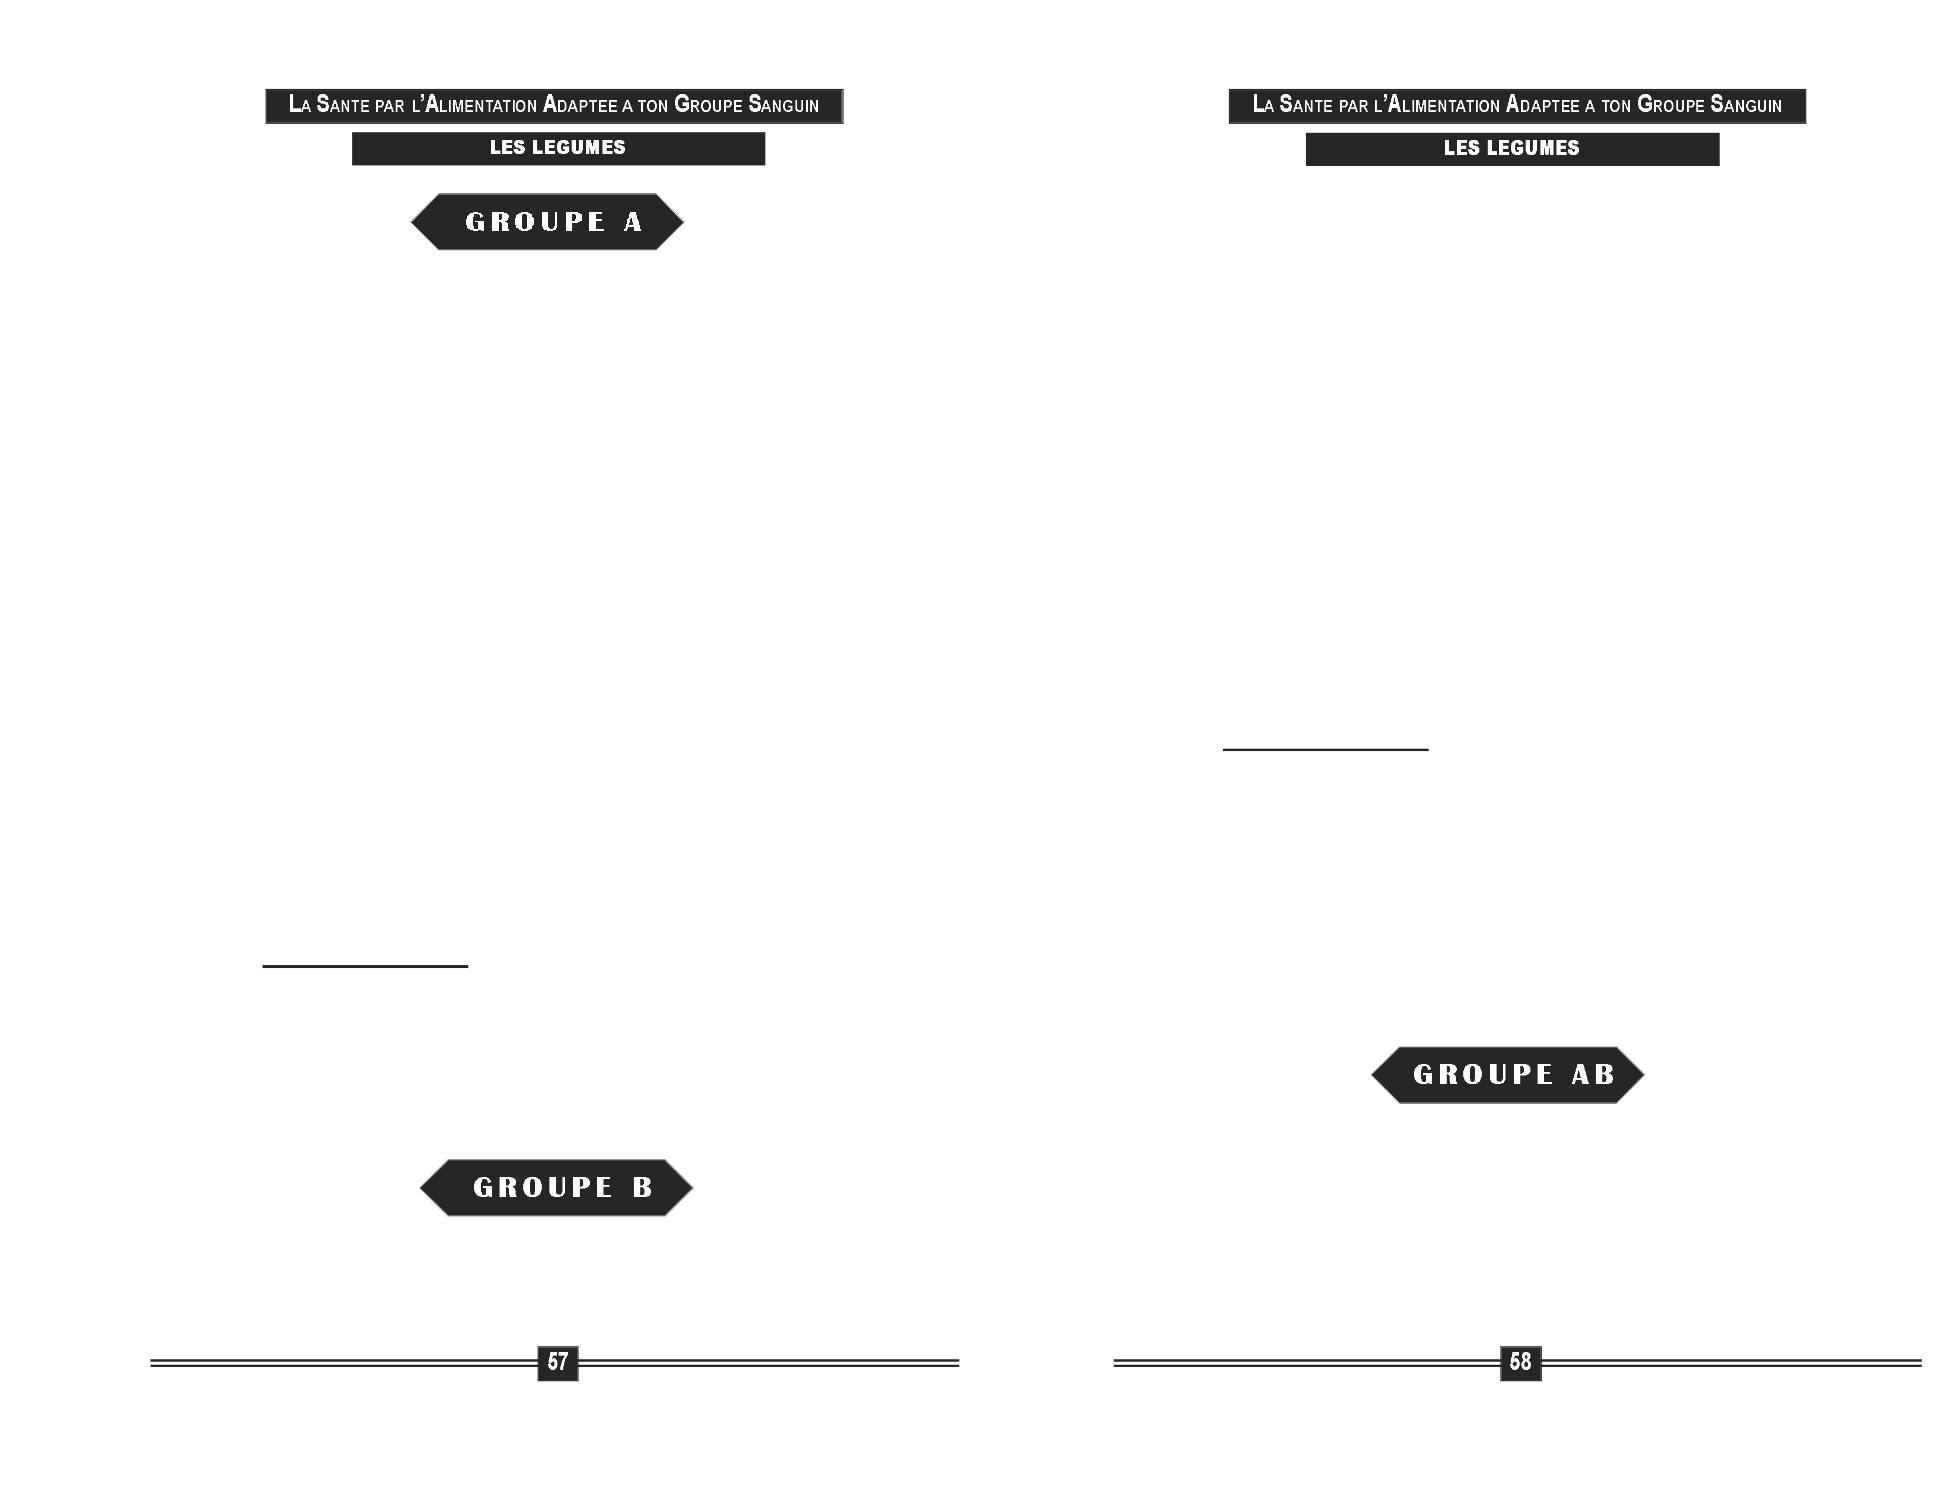 LA SANTE PAR L'ALIMENTATION ADAPTEE A TON GROUPE SANGUIN
LES LEGUMES
GROUPE A
GROUPE B
57
LA SANTE PAR L'ALIMENTATION ADAPTEE A TON GROUPE SANGUIN
LES LEGUMES
GROUPE AB
58